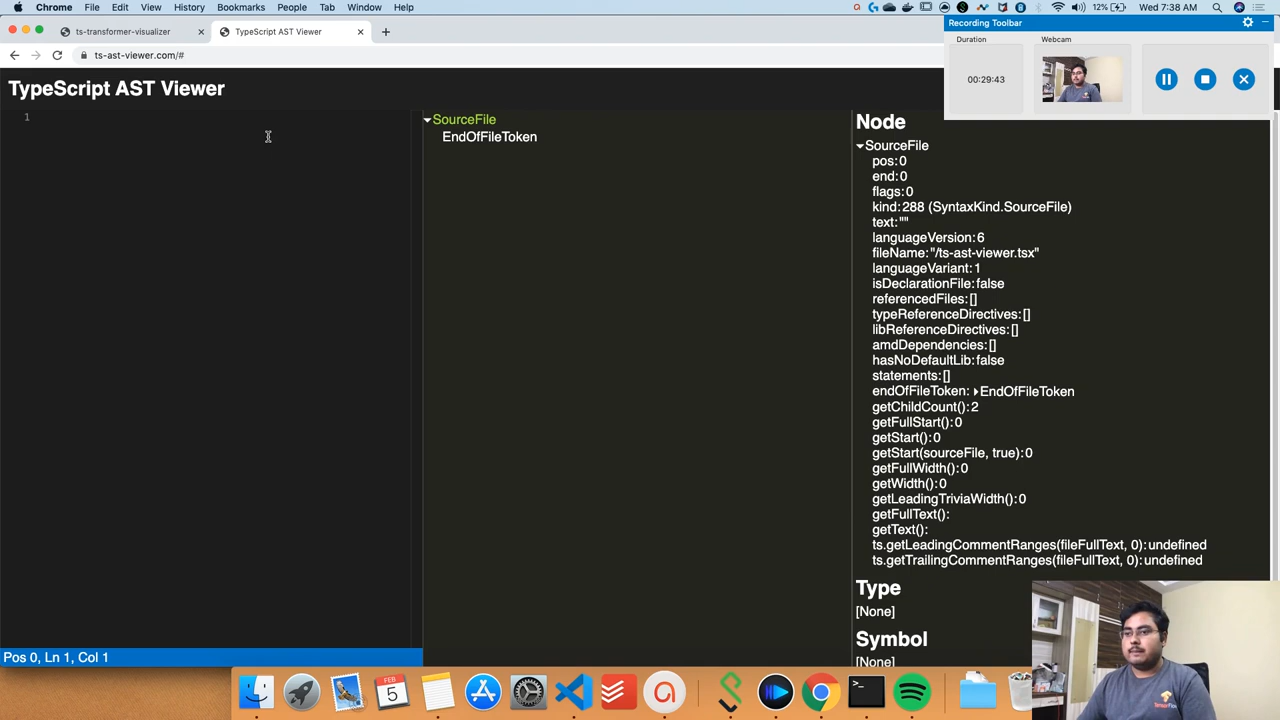 Chrome File Edit View History Bookmarks People Tab Window Help
12% Wed 7:38 AM
Recording Toolbar
ts-transformer-visualizer
TypeScript AST Viewer
ts-ast-viewer.com/#
Duration
Webcam
00:29:43
TypeScript AST Viewer
1
SourceFile
EndOfFileToken
Node
SourceFile
pos:0
end:0
flags:0
kind:288 (SyntaxKind.SourceFile)
text:""
languageVersion:6
fileName:"/ts-ast-viewer.tsx"
languageVariant:1
isDeclarationFile:false
referencedFiles:[]
typeReferenceDirectives:[]
libReferenceDirectives:[]
amdDependencies:[]
hasNoDefaultLib:false
statements:[]
endOfFileToken: EndOfFileToken
getChildCount():2
getFullStart():0
getStart():0
getStart(sourceFile, true):0
getFullWidth():0
getWidth():0
getLeadingTriviaWidth():0
getFullText():
getText():
ts.getLeadingCommentRanges(fileFullText, 0):undefined
ts.getTrailingCommentRanges(fileFullText, 0):undefined
Type
[None]
Symbol
[None]
Pos 0, Ln 1, Col 1
FEB
5